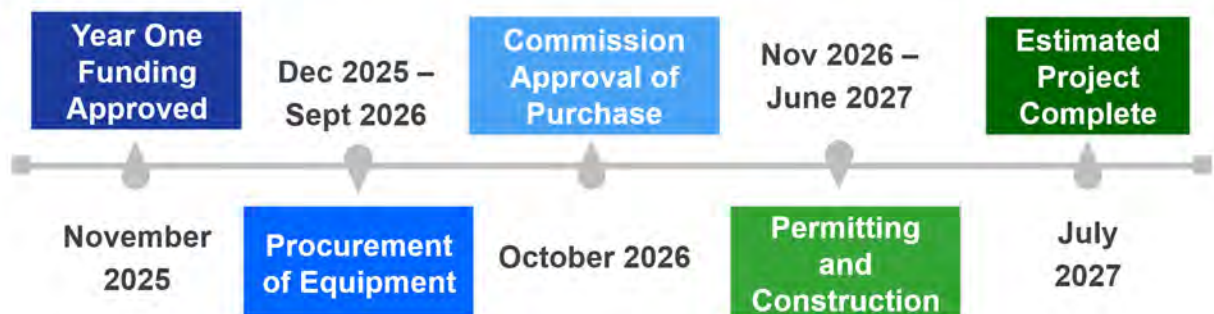 Year One
Funding
Approved
November
2025
Dec 2025 –
Sept 2026
Procurement
of Equipment
Commission
Approval of
Purchase
October 2026
Nov 2026 –
June 2027
Permitting
and
Construction
Estimated
Project
Complete
July
2027